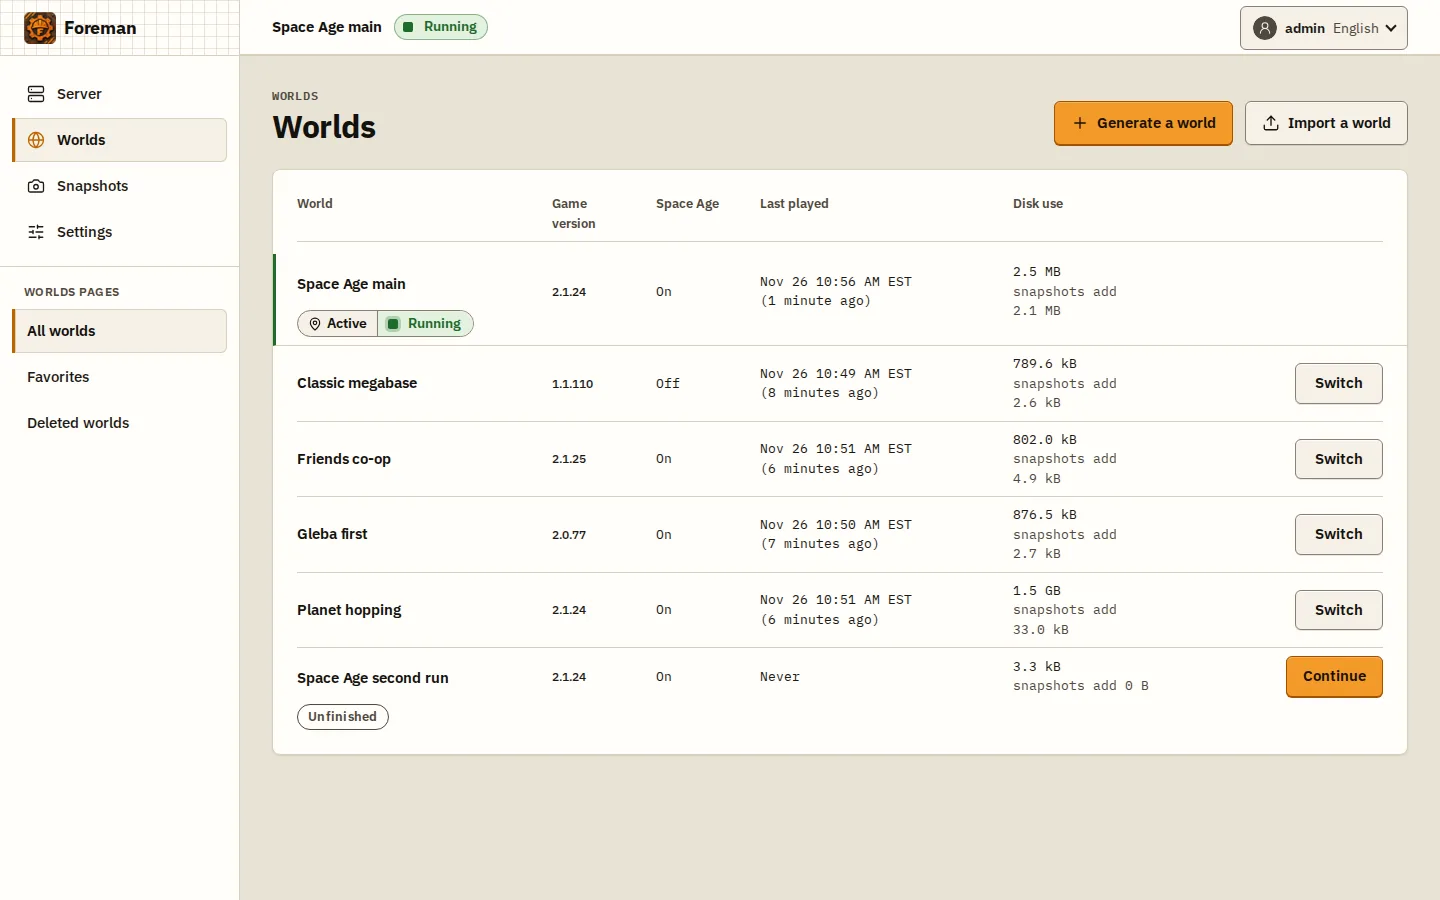 Foreman
Space Age main
Running
admin English
Server
Worlds
Snapshots
Settings
WORLDS PAGES
All worlds
Favorites
Deleted worlds
WORLDS
Worlds
Generate a world
Import a world
World
Game version
Space Age
Last played
Disk use
Space Age main
Active
Running
2.1.24
On
Nov 26 10:56 AM EST
(1 minute ago)
2.5 MB
snapshots add
2.1 MB
Classic megabase
1.1.110
Off
Nov 26 10:49 AM EST
(8 minutes ago)
789.6 kB
snapshots add
2.6 kB
Switch
Friends co-op
2.1.25
On
Nov 26 10:51 AM EST
(6 minutes ago)
802.0 kB
snapshots add
4.9 kB
Switch
Gleba first
2.0.77
On
Nov 26 10:50 AM EST
(7 minutes ago)
876.5 kB
snapshots add
2.7 kB
Switch
Planet hopping
2.1.24
On
Nov 26 10:51 AM EST
(6 minutes ago)
1.5 GB
snapshots add
33.0 kB
Switch
Space Age second run
Unfinished
2.1.24
On
Never
3.3 kB
snapshots add 0 B
Continue